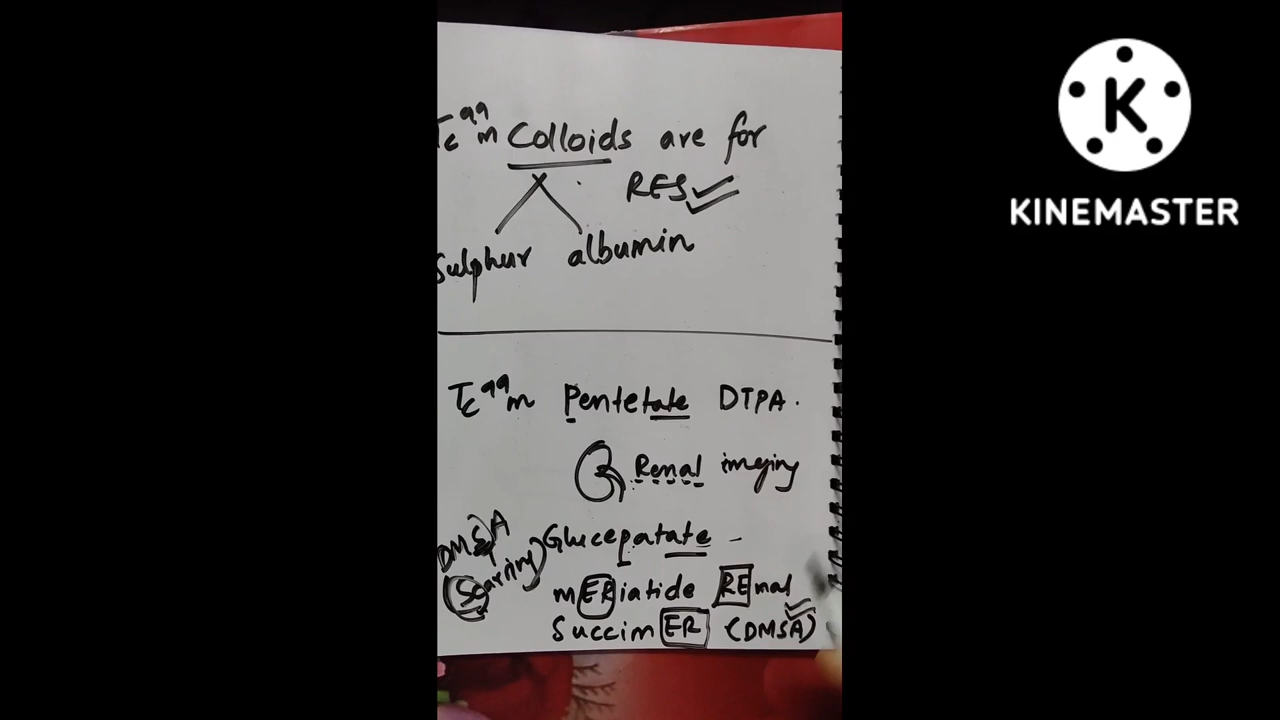 Tc99m Colloids are for
RES
Sulphur albumin
Tc99m Pentetate DTPA.
Renal imaging
DMSA
Scarring
Glucepatate -
mERiatide REnal
SuccimER (DMSA)
K
KINEMASTER